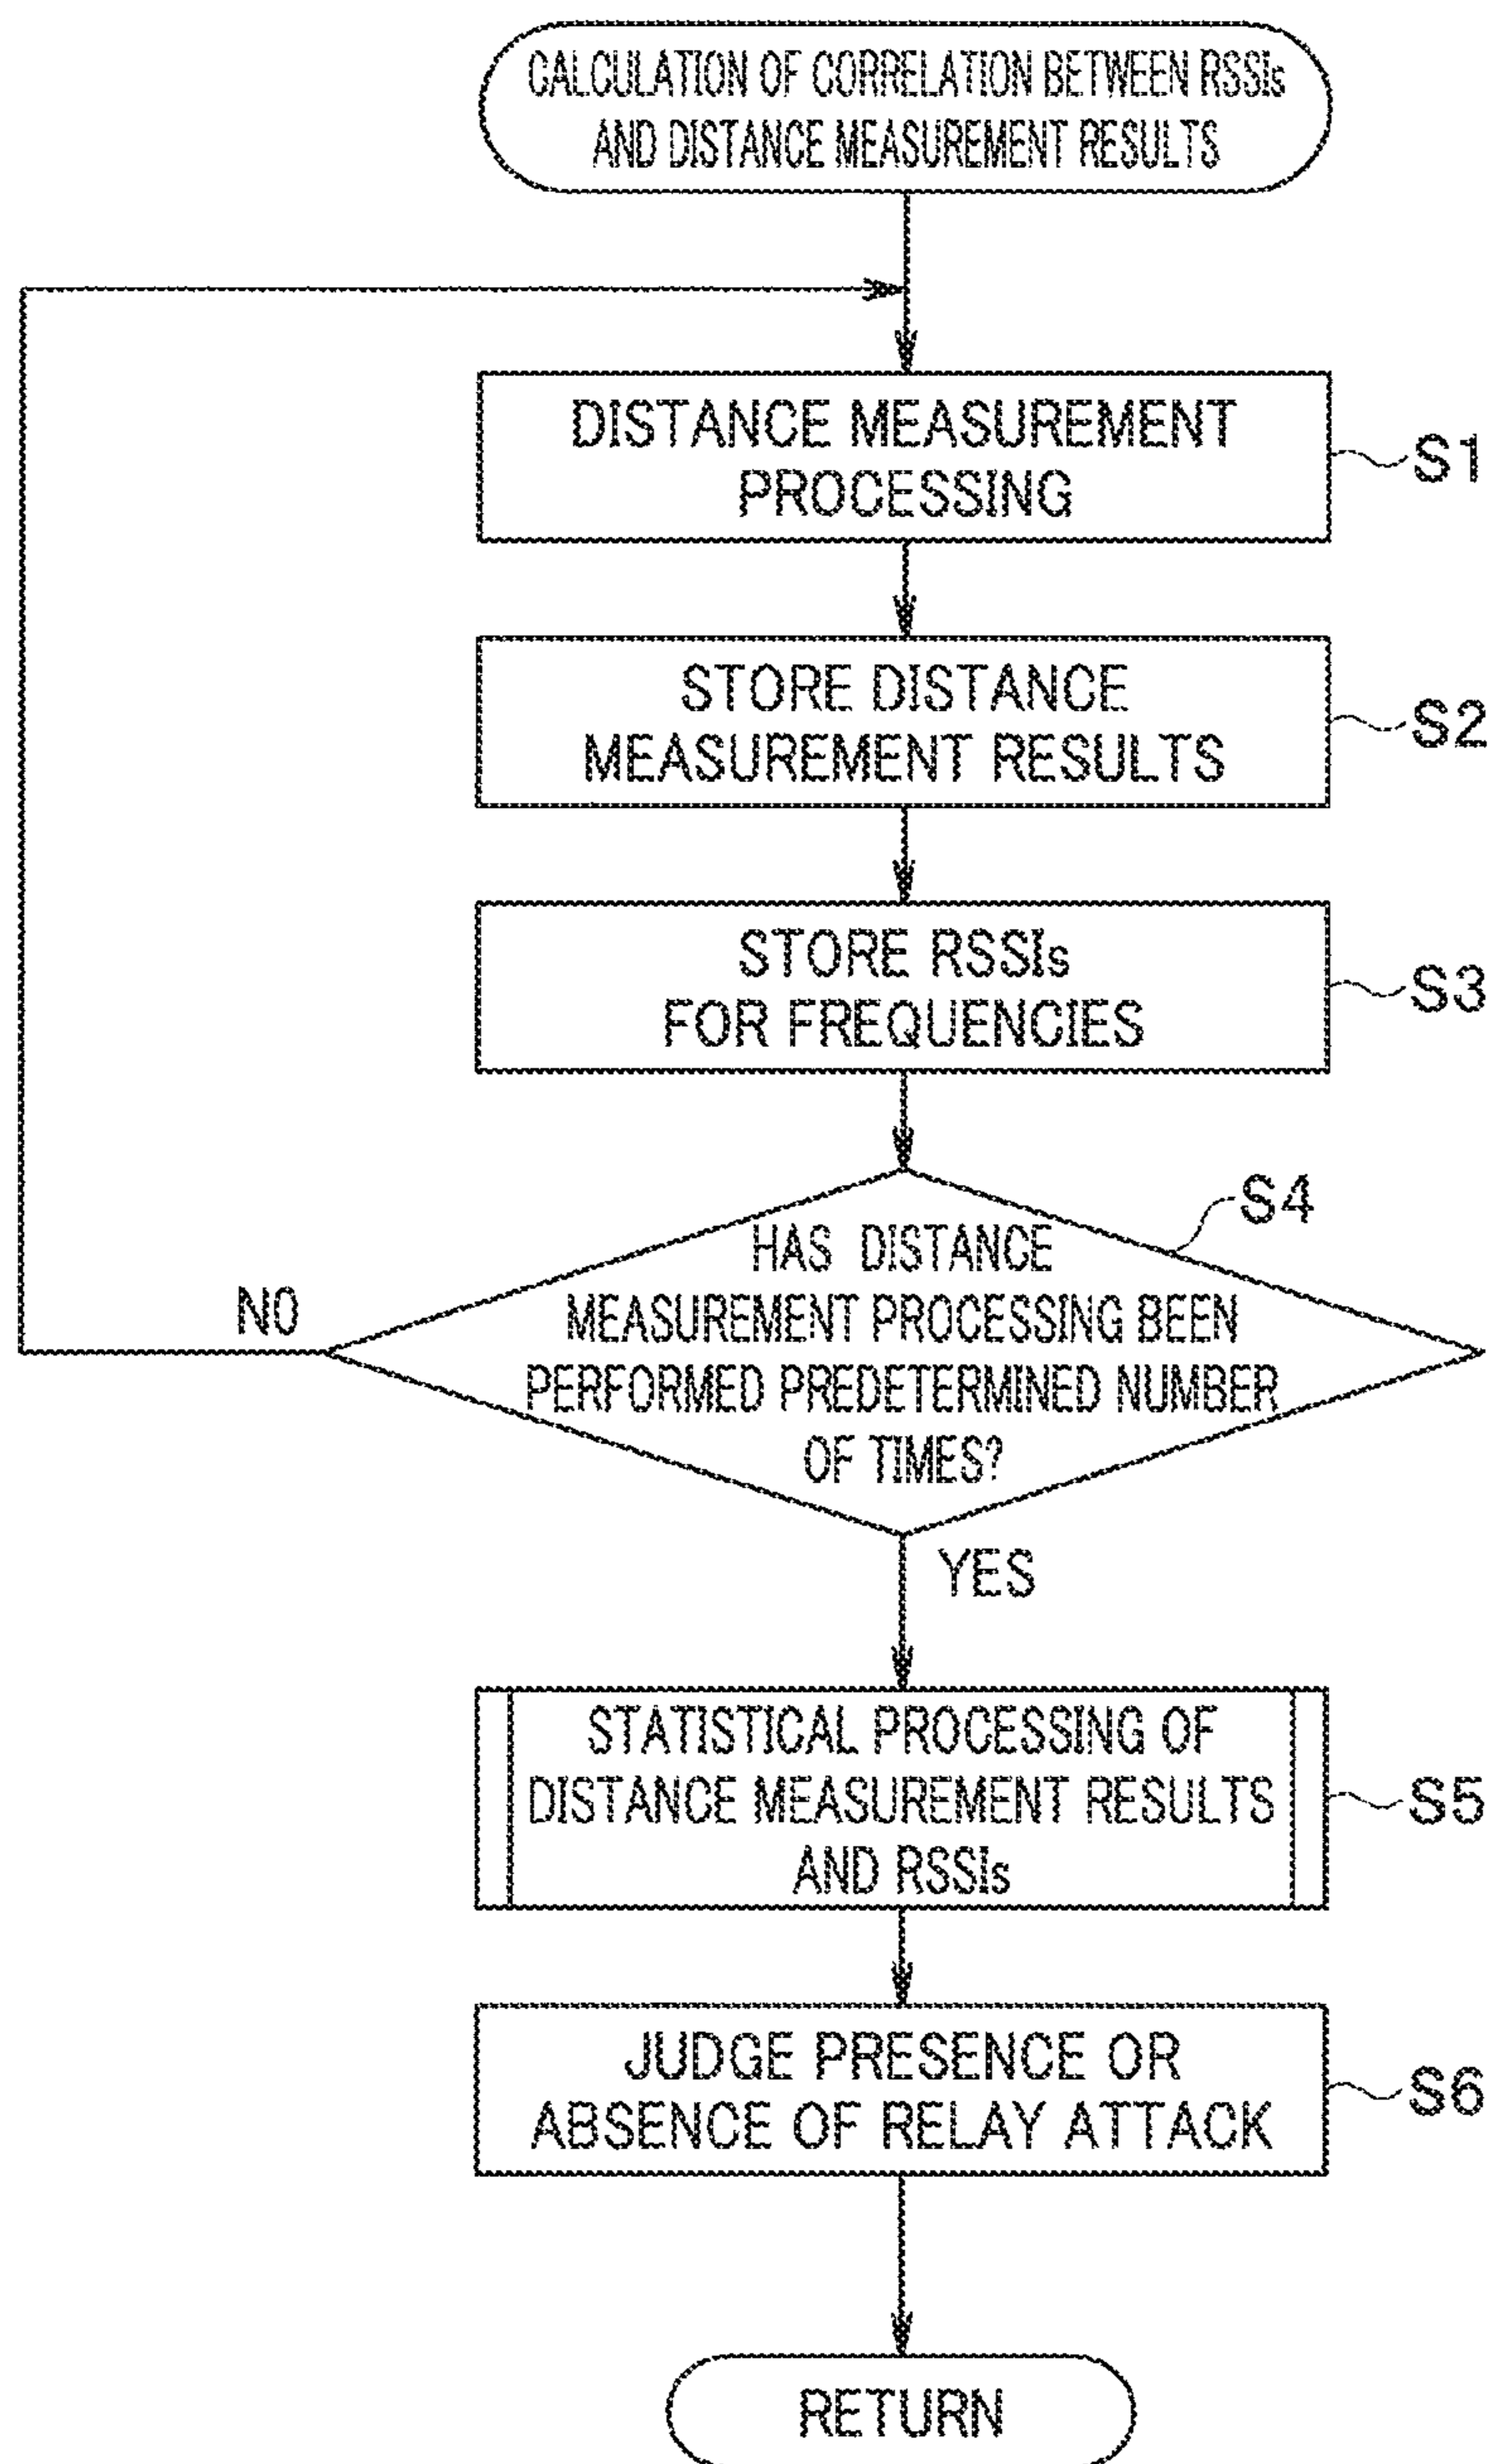 CALCULATION OF CORRELATION BETWEEN RSSIs
AND DISTANCE MEASUREMENT RESULTS
DISTANCE MEASUREMENT
PROCESSING
S1
STORE DISTANCE
MEASUREMENT RESULTS
S2
STORE RSSIs
FOR FREQUENCIES
S3
S4
HAS DISTANCE
MEASUREMENT PROCESSING BEEN
PERFORMED PREDETERMINED NUMBER
OF TIMES?
NO
YES
STATISTICAL PROCESSING OF
DISTANCE MEASUREMENT RESULTS
AND RSSIs
S5
JUDGE PRESENCE OR
ABSENCE OF RELAY ATTACK
S6
RETURN